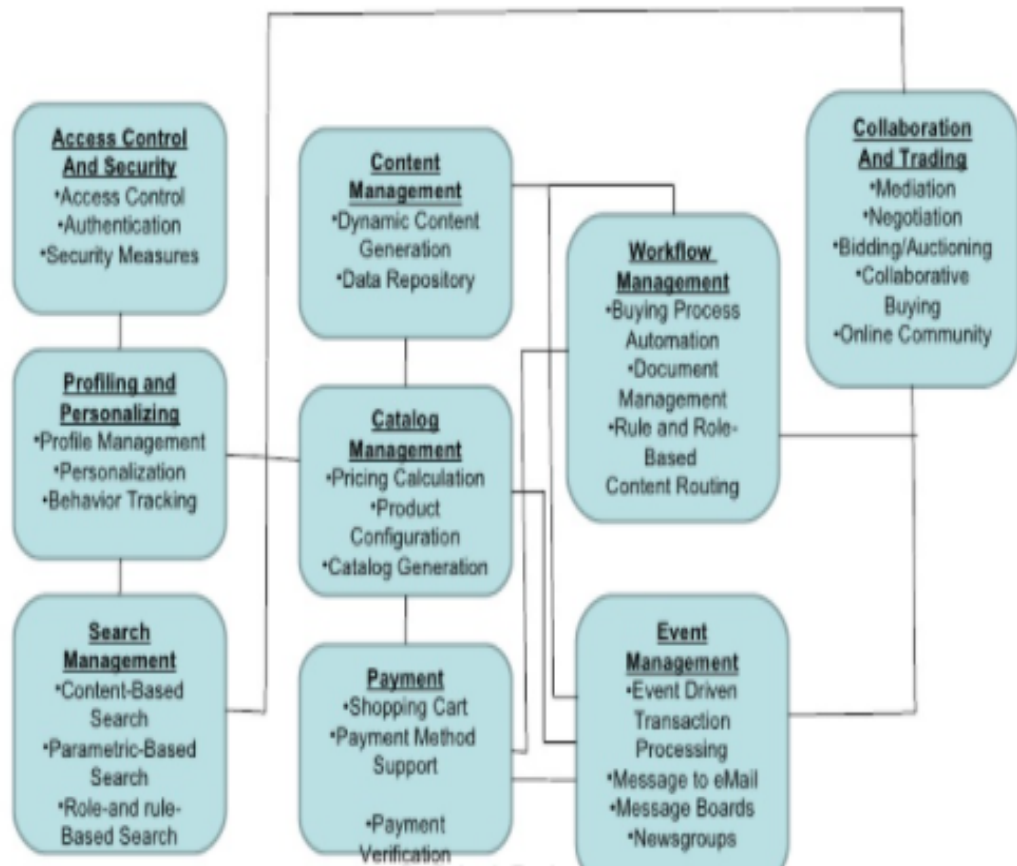 Access Control
And Security
•Access Control
•Authentication
•Security Measures
Profiling and
Personalizing
•Profile Management
•Personalization
•Behavior Tracking
Search
Management
•Content-Based
Search
•Parametric-Based
Search
•Role-and rule-
Based Search
Content
Management
•Dynamic Content
Generation
•Data Repository
Catalog
Management
•Pricing Calculation
•Product
Configuration
•Catalog Generation
Payment
•Shopping Cart
•Payment Method
Support
•Payment
Verification
Workflow
Management
•Buying Process
Automation
•Document
Management
•Rule and Role-
Based
Content Routing
Event
Management
•Event Driven
Transaction
Processing
•Message to eMail
•Message Boards
•Newsgroups
Collaboration
And Trading
•Mediation
•Negotiation
•Bidding/Auctioning
•Collaborative
Buying
•Online Community